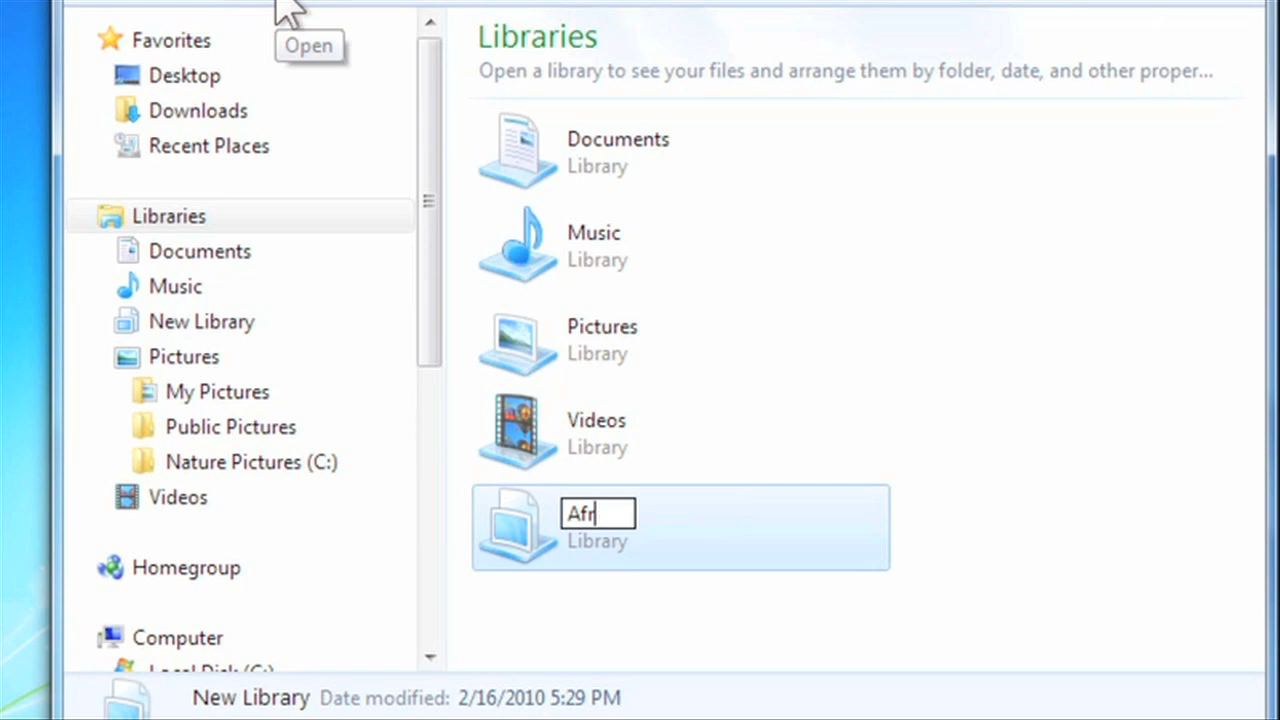 Open
Favorites
Desktop
Downloads
Recent Places
Libraries
Documents
Music
New Library
Pictures
My Pictures
Public Pictures
Nature Pictures (C:)
Videos
Homegroup
Computer
Local Disk (C:)
Libraries
Open a library to see your files and arrange them by folder, date, and other proper...
Documents
Library
Music
Library
Pictures
Library
Videos
Library
Afr
Library
New Library Date modified: 2/16/2010 5:29 PM